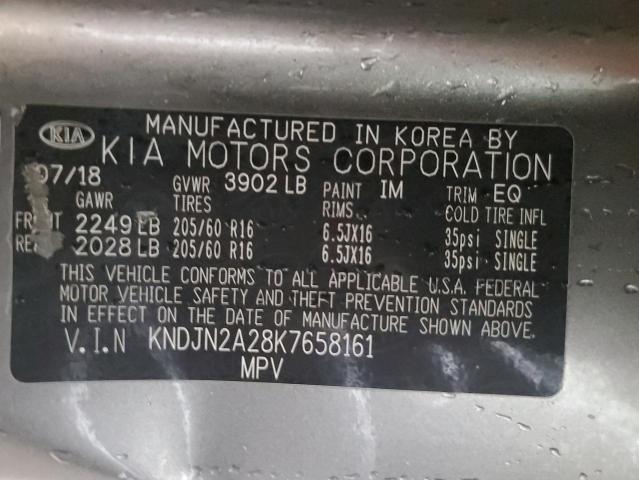 KIA
MANUFACTURED IN KOREA BY
KIA MOTORS CORPORATION
07/18 GVWR 3902 LB PAINT IM TRIM EQ
GAWR TIRES RIMS COLD TIRE INFL
2249 LB 205/60 R16 6.5JX16 35psi SINGLE
2028 LB 205/60 R16 6.5JX16 35psi SINGLE
THIS VEHICLE CONFORMS TO ALL APPLICABLE U.S.A. FEDERAL
MOTOR VEHICLE SAFETY AND THEFT PREVENTION STANDARDS
IN EFFECT ON THE DATE OF MANUFACTURE SHOWN ABOVE.
V.I.N KNDJN2A28K7658161
MPV